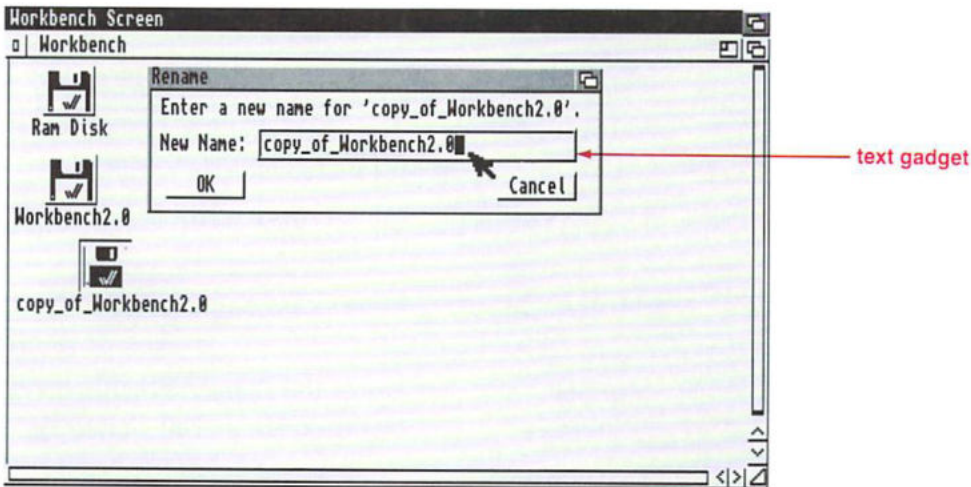 Workbench Screen
Workbench
Ram Disk
Workbench2.0
copy_of_Workbench2.0
Rename
Enter a new name for 'copy_of_Workbench2.0'.
New Name: copy_of_Workbench2.0
OK
Cancel
text gadget